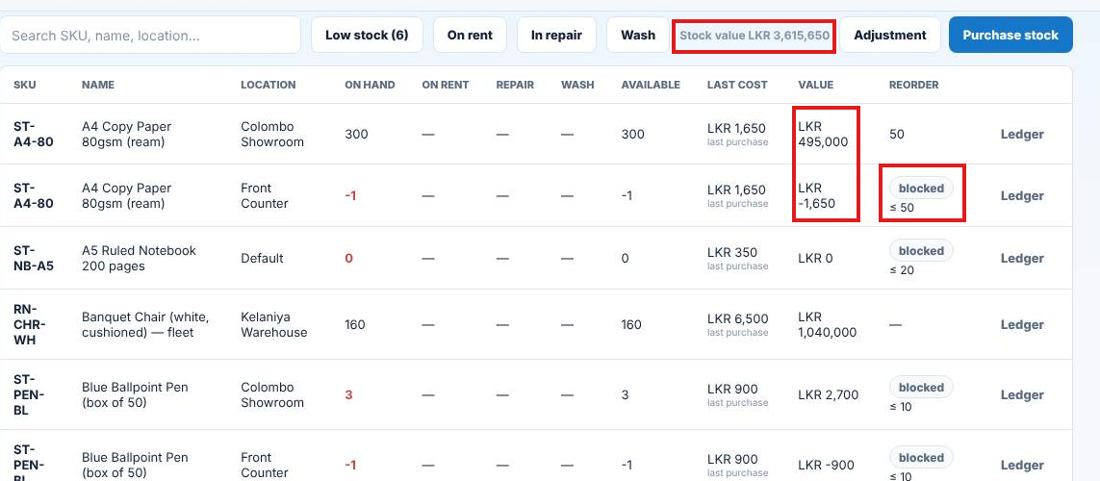 Search SKU, name, location...
Low stock (6)
On rent
In repair
Wash
Stock value LKR 3,615,650
Adjustment
Purchase stock
SKU NAME LOCATION ON HAND ON RENT REPAIR WASH AVAILABLE LAST COST VALUE REORDER
ST-
A4-80
A4 Copy Paper
80gsm (ream)
Colombo
Showroom
300 — — — 300
LKR 1,650
last purchase
LKR
495,000
50
Ledger
ST-
A4-80
A4 Copy Paper
80gsm (ream)
Front
Counter
-1 — — — -1
LKR 1,650
last purchase
LKR
-1,650
blocked
≤ 50
Ledger
ST-
NB-A5
A5 Ruled Notebook
200 pages
Default
0 — — — 0
LKR 350
last purchase
LKR 0
blocked
≤ 20
Ledger
RN-
CHR-
WH
Banquet Chair (white,
cushioned) — fleet
Kelaniya
Warehouse
160 — — — 160
LKR 6,500
last purchase
LKR
1,040,000
—
Ledger
ST-
PEN-
BL
Blue Ballpoint Pen
(box of 50)
Colombo
Showroom
3 — — — 3
LKR 900
last purchase
LKR 2,700
blocked
≤ 10
Ledger
ST-
PEN-
BL
Blue Ballpoint Pen
(box of 50)
Front
Counter
-1 — — — -1
LKR 900
last purchase
LKR -900
blocked
≤ 10
Ledger